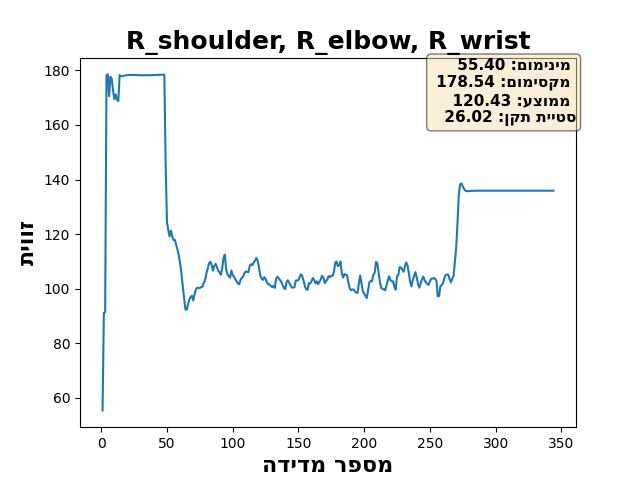 R_shoulder, R_elbow, R_wrist
מינימום: 55.40
מקסימום: 178.54
ממוצע: 120.43
סטיית תקן: 26.02
180
160
140
120
100
80
60
זווית
0 50 100 150 200 250 300 350
מספר מדידה